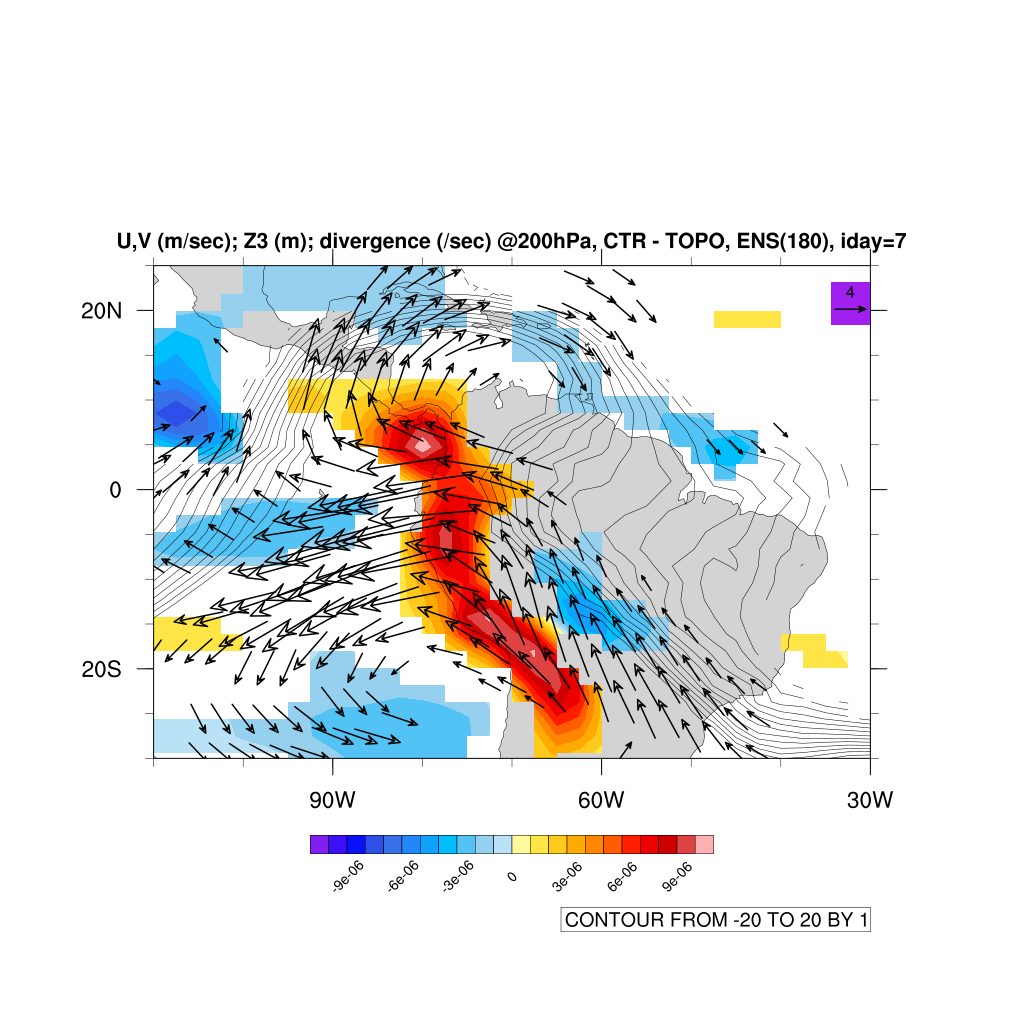 U,V (m/sec); Z3 (m); divergence (/sec) @200hPa, CTR - TOPO, ENS(180), iday=7
4
20N
0
20S
90W 60W 30W
-9e-06 -6e-06 -3e-06 0 3e-06 6e-06 9e-06
CONTOUR FROM -20 TO 20 BY 1